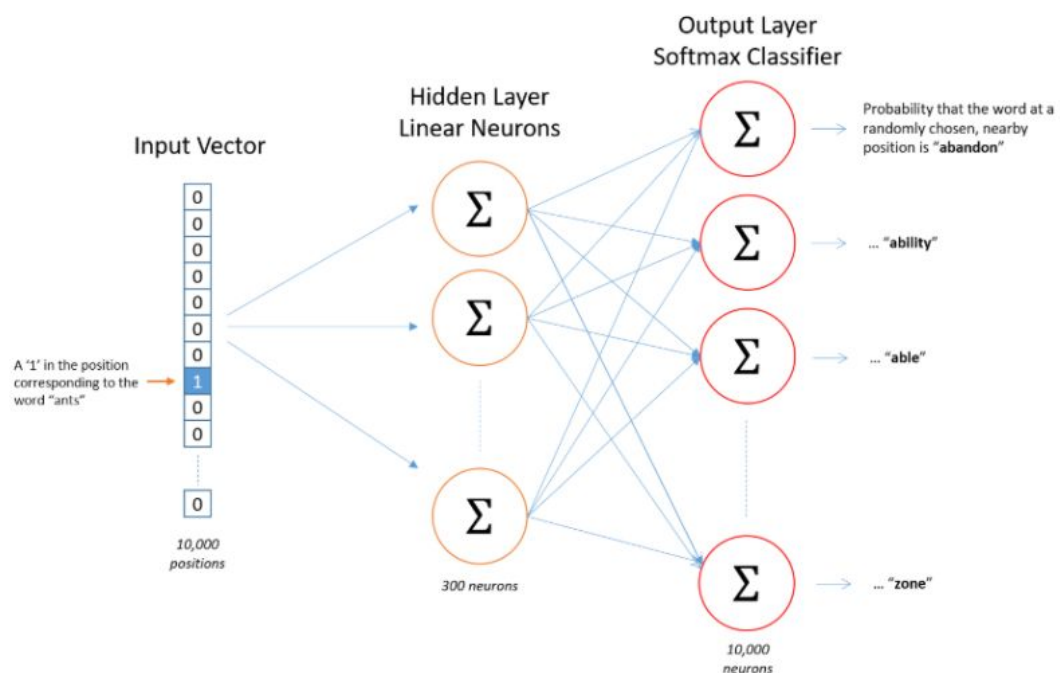 Output Layer
Softmax Classifier
Hidden Layer
Linear Neurons
Input Vector
0
0
0
0
0
0
0
1
0
0
0
A ‘1’ in the position
corresponding to the
word “ants”
10,000
positions
Σ
Σ
Σ
300 neurons
Σ
Σ
Σ
Σ
10,000
neurons
Probability that the word at a
randomly chosen, nearby
position is “abandon”
... “ability”
... “able”
... “zone”